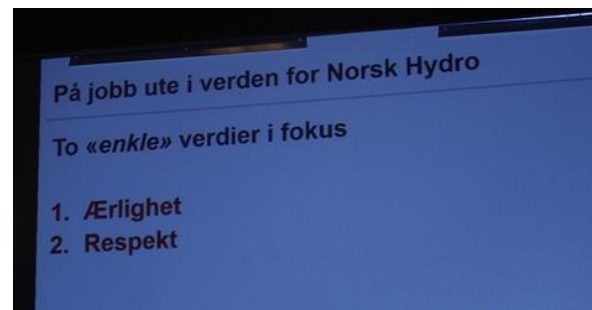 På jobb ute i verden for Norsk Hydro
To «enkle» verdier i fokus
1. Ærlighet
2. Respekt